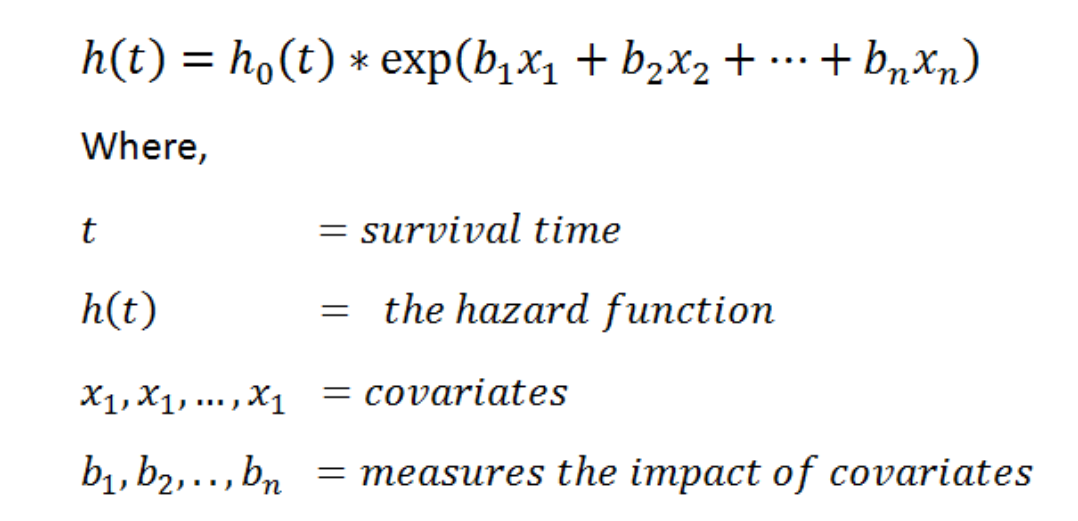 h(t) = h₀(t) * exp(b₁x₁ + b₂x₂ + ⋯ + bₙxₙ)
Where,
t = survival time
h(t) = the hazard function
x₁, x₁, ..., x₁ = covariates
b₁, b₂, .., bₙ = measures the impact of covariates